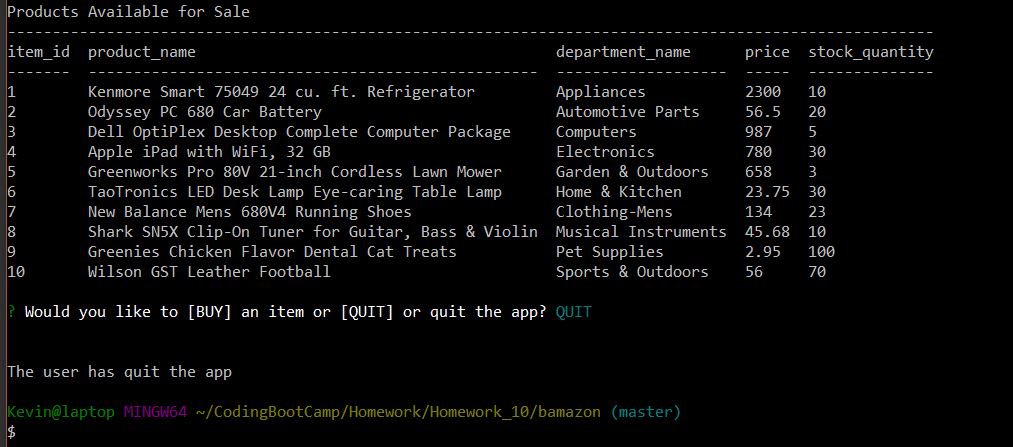 Products Available for Sale
-------------------------------------------------------------------------------------------------------
item_id  product_name                                        department_name      price  stock_quantity
-------  --------------------------------------------------  -------------------  -----  --------------
1        Kenmore Smart 75049 24 cu. ft. Refrigerator         Appliances           2300   10
2        Odyssey PC 680 Car Battery                          Automotive Parts     56.5   20
3        Dell OptiPlex Desktop Complete Computer Package     Computers            987    5
4        Apple iPad with WiFi, 32 GB                         Electronics          780    30
5        Greenworks Pro 80V 21-inch Cordless Lawn Mower      Garden & Outdoors    658    3
6        TaoTronics LED Desk Lamp Eye-caring Table Lamp      Home & Kitchen       23.75  30
7        New Balance Mens 680V4 Running Shoes                Clothing-Mens        134    23
8        Shark SN5X Clip-On Tuner for Guitar, Bass & Violin  Musical Instruments  45.68  10
9        Greenies Chicken Flavor Dental Cat Treats           Pet Supplies         2.95   100
10       Wilson GST Leather Football                         Sports & Outdoors    56     70
? Would you like to [BUY] an item or [QUIT] or quit the app? QUIT
The user has quit the app
Kevin@laptop MINGW64 ~/CodingBootCamp/Homework/Homework_10/bamazon (master)
$